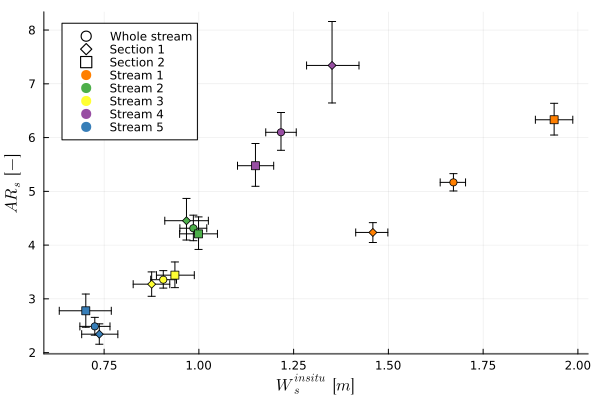 8
7
6
5
4
3
2
AR_s [−]
Whole stream
Section 1
Section 2
Stream 1
Stream 2
Stream 3
Stream 4
Stream 5
0.75 1.00 1.25 1.50 1.75 2.00
W_s^{insitu} [m]